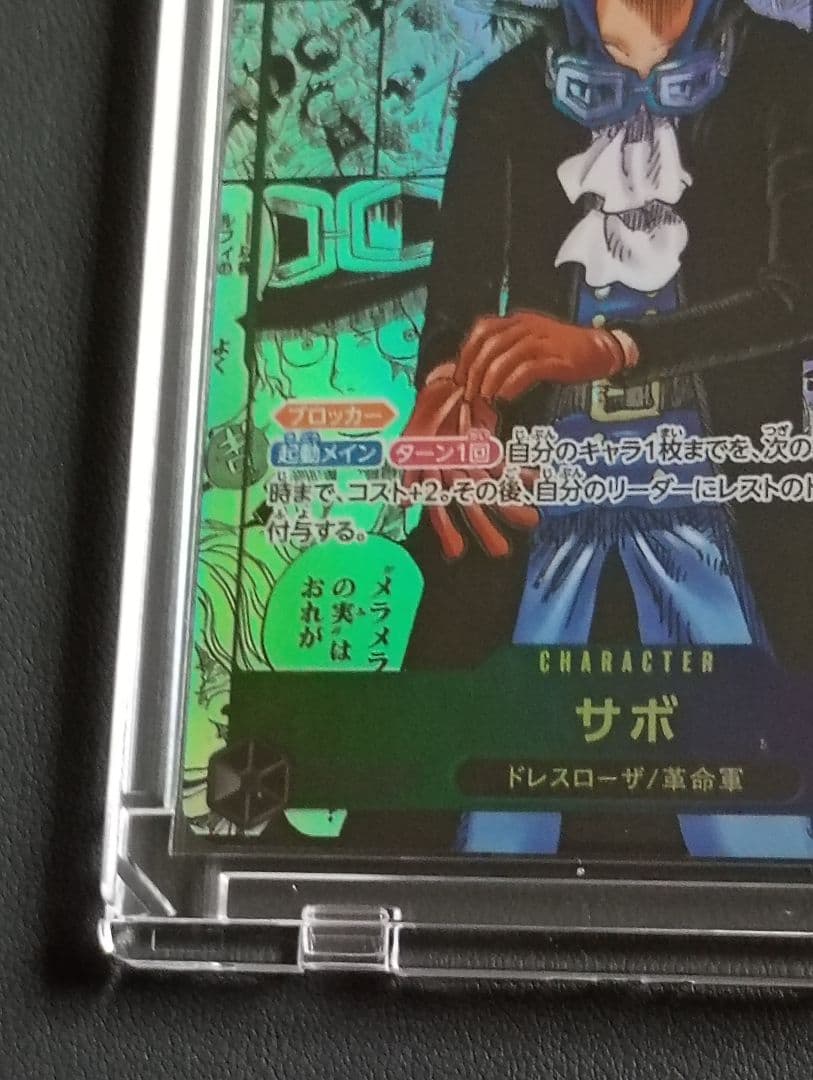 ブロッカー
起動メイン ターン1回 自分のキャラ1枚までを、次の
時まで、コスト+2。その後、自分のリーダーにレストのド
付与する。
メラメラ
の実〟は
おれが
CHARACTER
サボ
ドレスローザ/革命軍